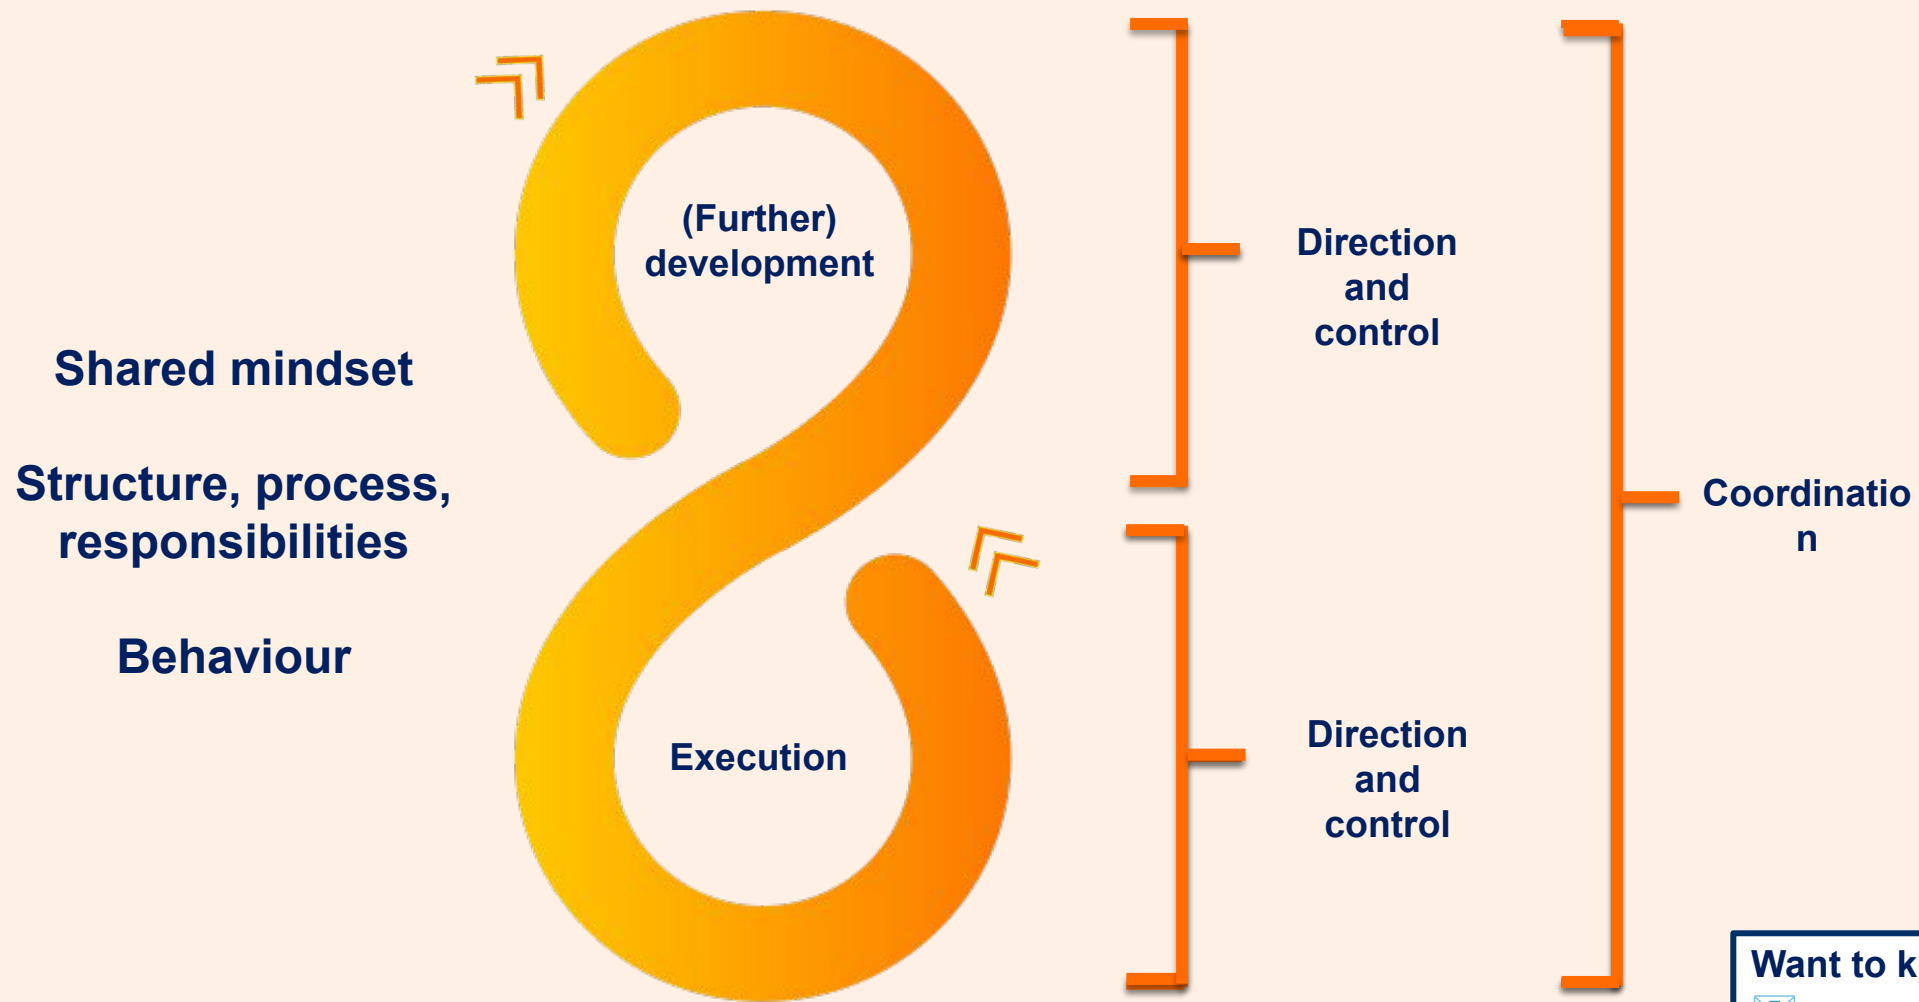 Shared mindset
Structure, process,
responsibilities
Behaviour
(Further)
development
Execution
Direction
and
control
Direction
and
control
Coordinatio
n
Want to k